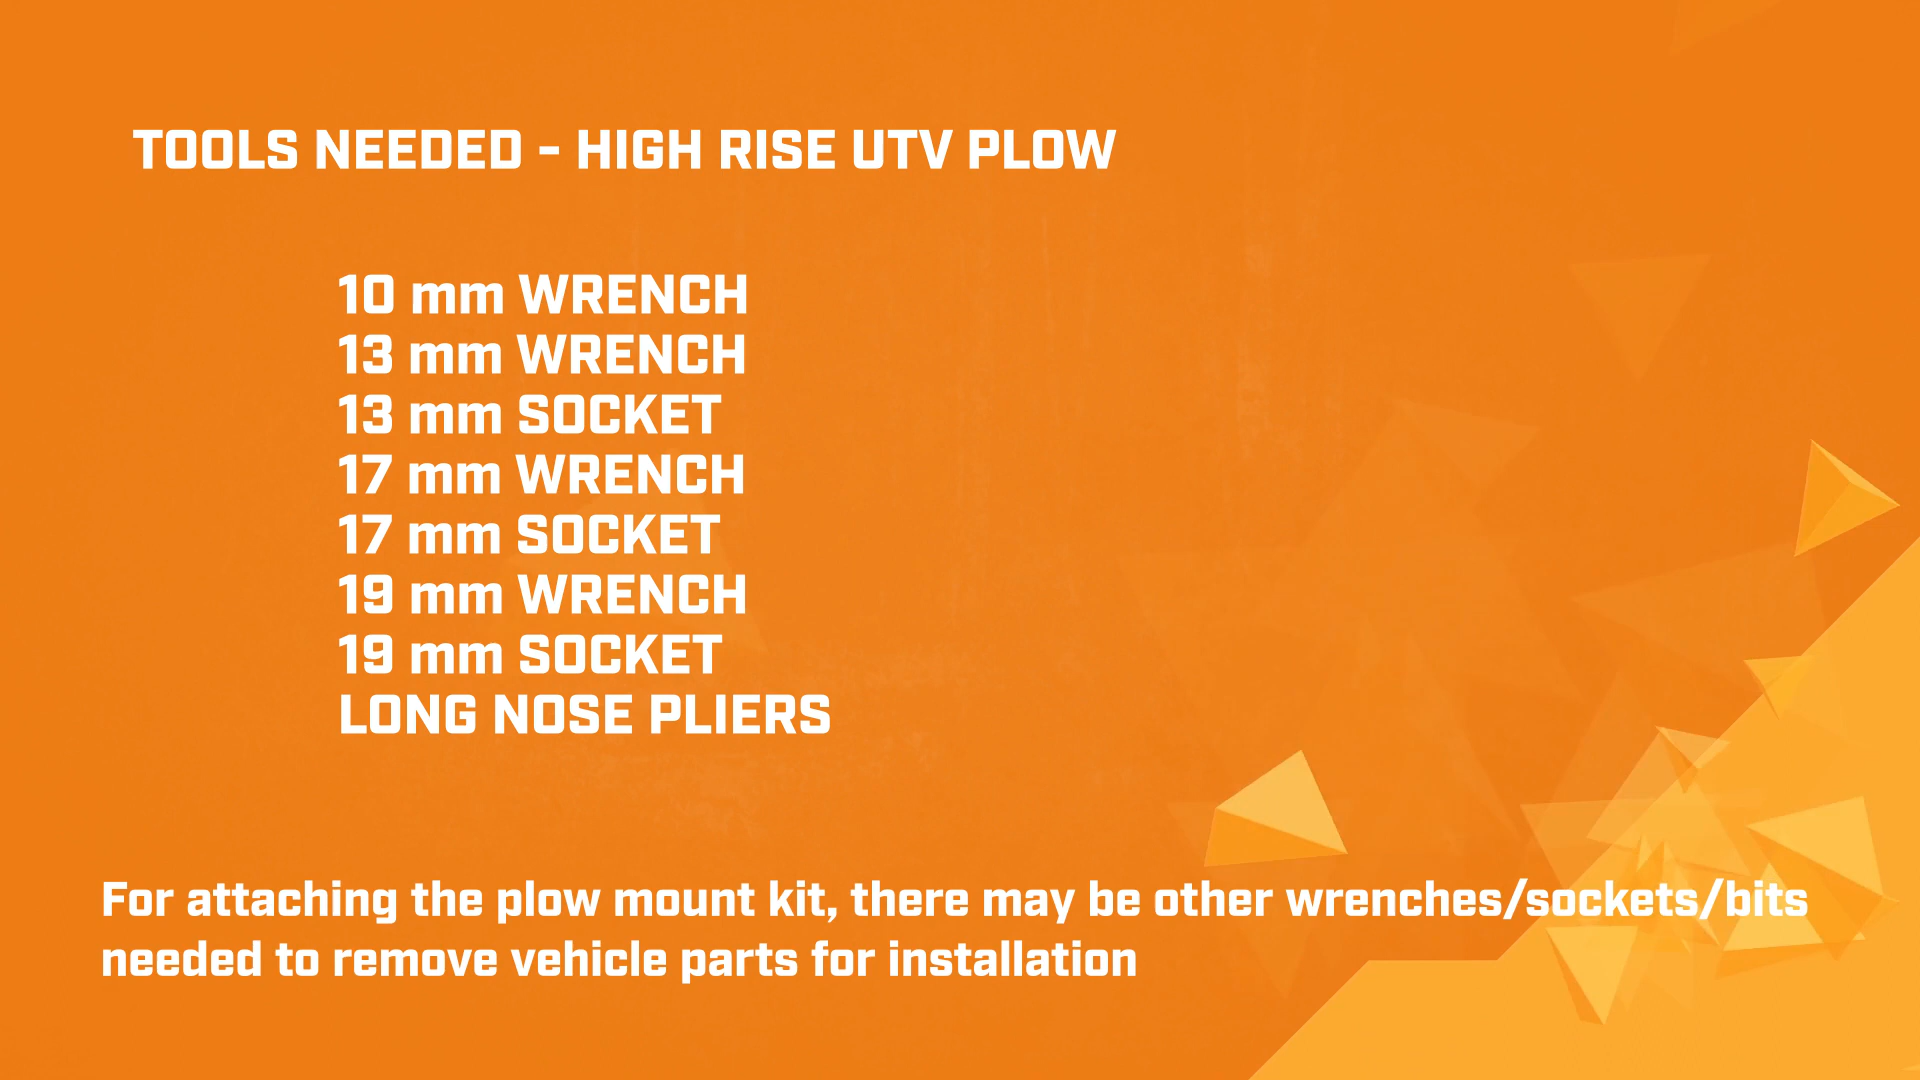 TOOLS NEEDED - HIGH RISE UTV PLOW
10 mm WRENCH
13 mm WRENCH
13 mm SOCKET
17 mm WRENCH
17 mm SOCKET
19 mm WRENCH
19 mm SOCKET
LONG NOSE PLIERS
For attaching the plow mount kit, there may be other wrenches/sockets/bits
needed to remove vehicle parts for installation